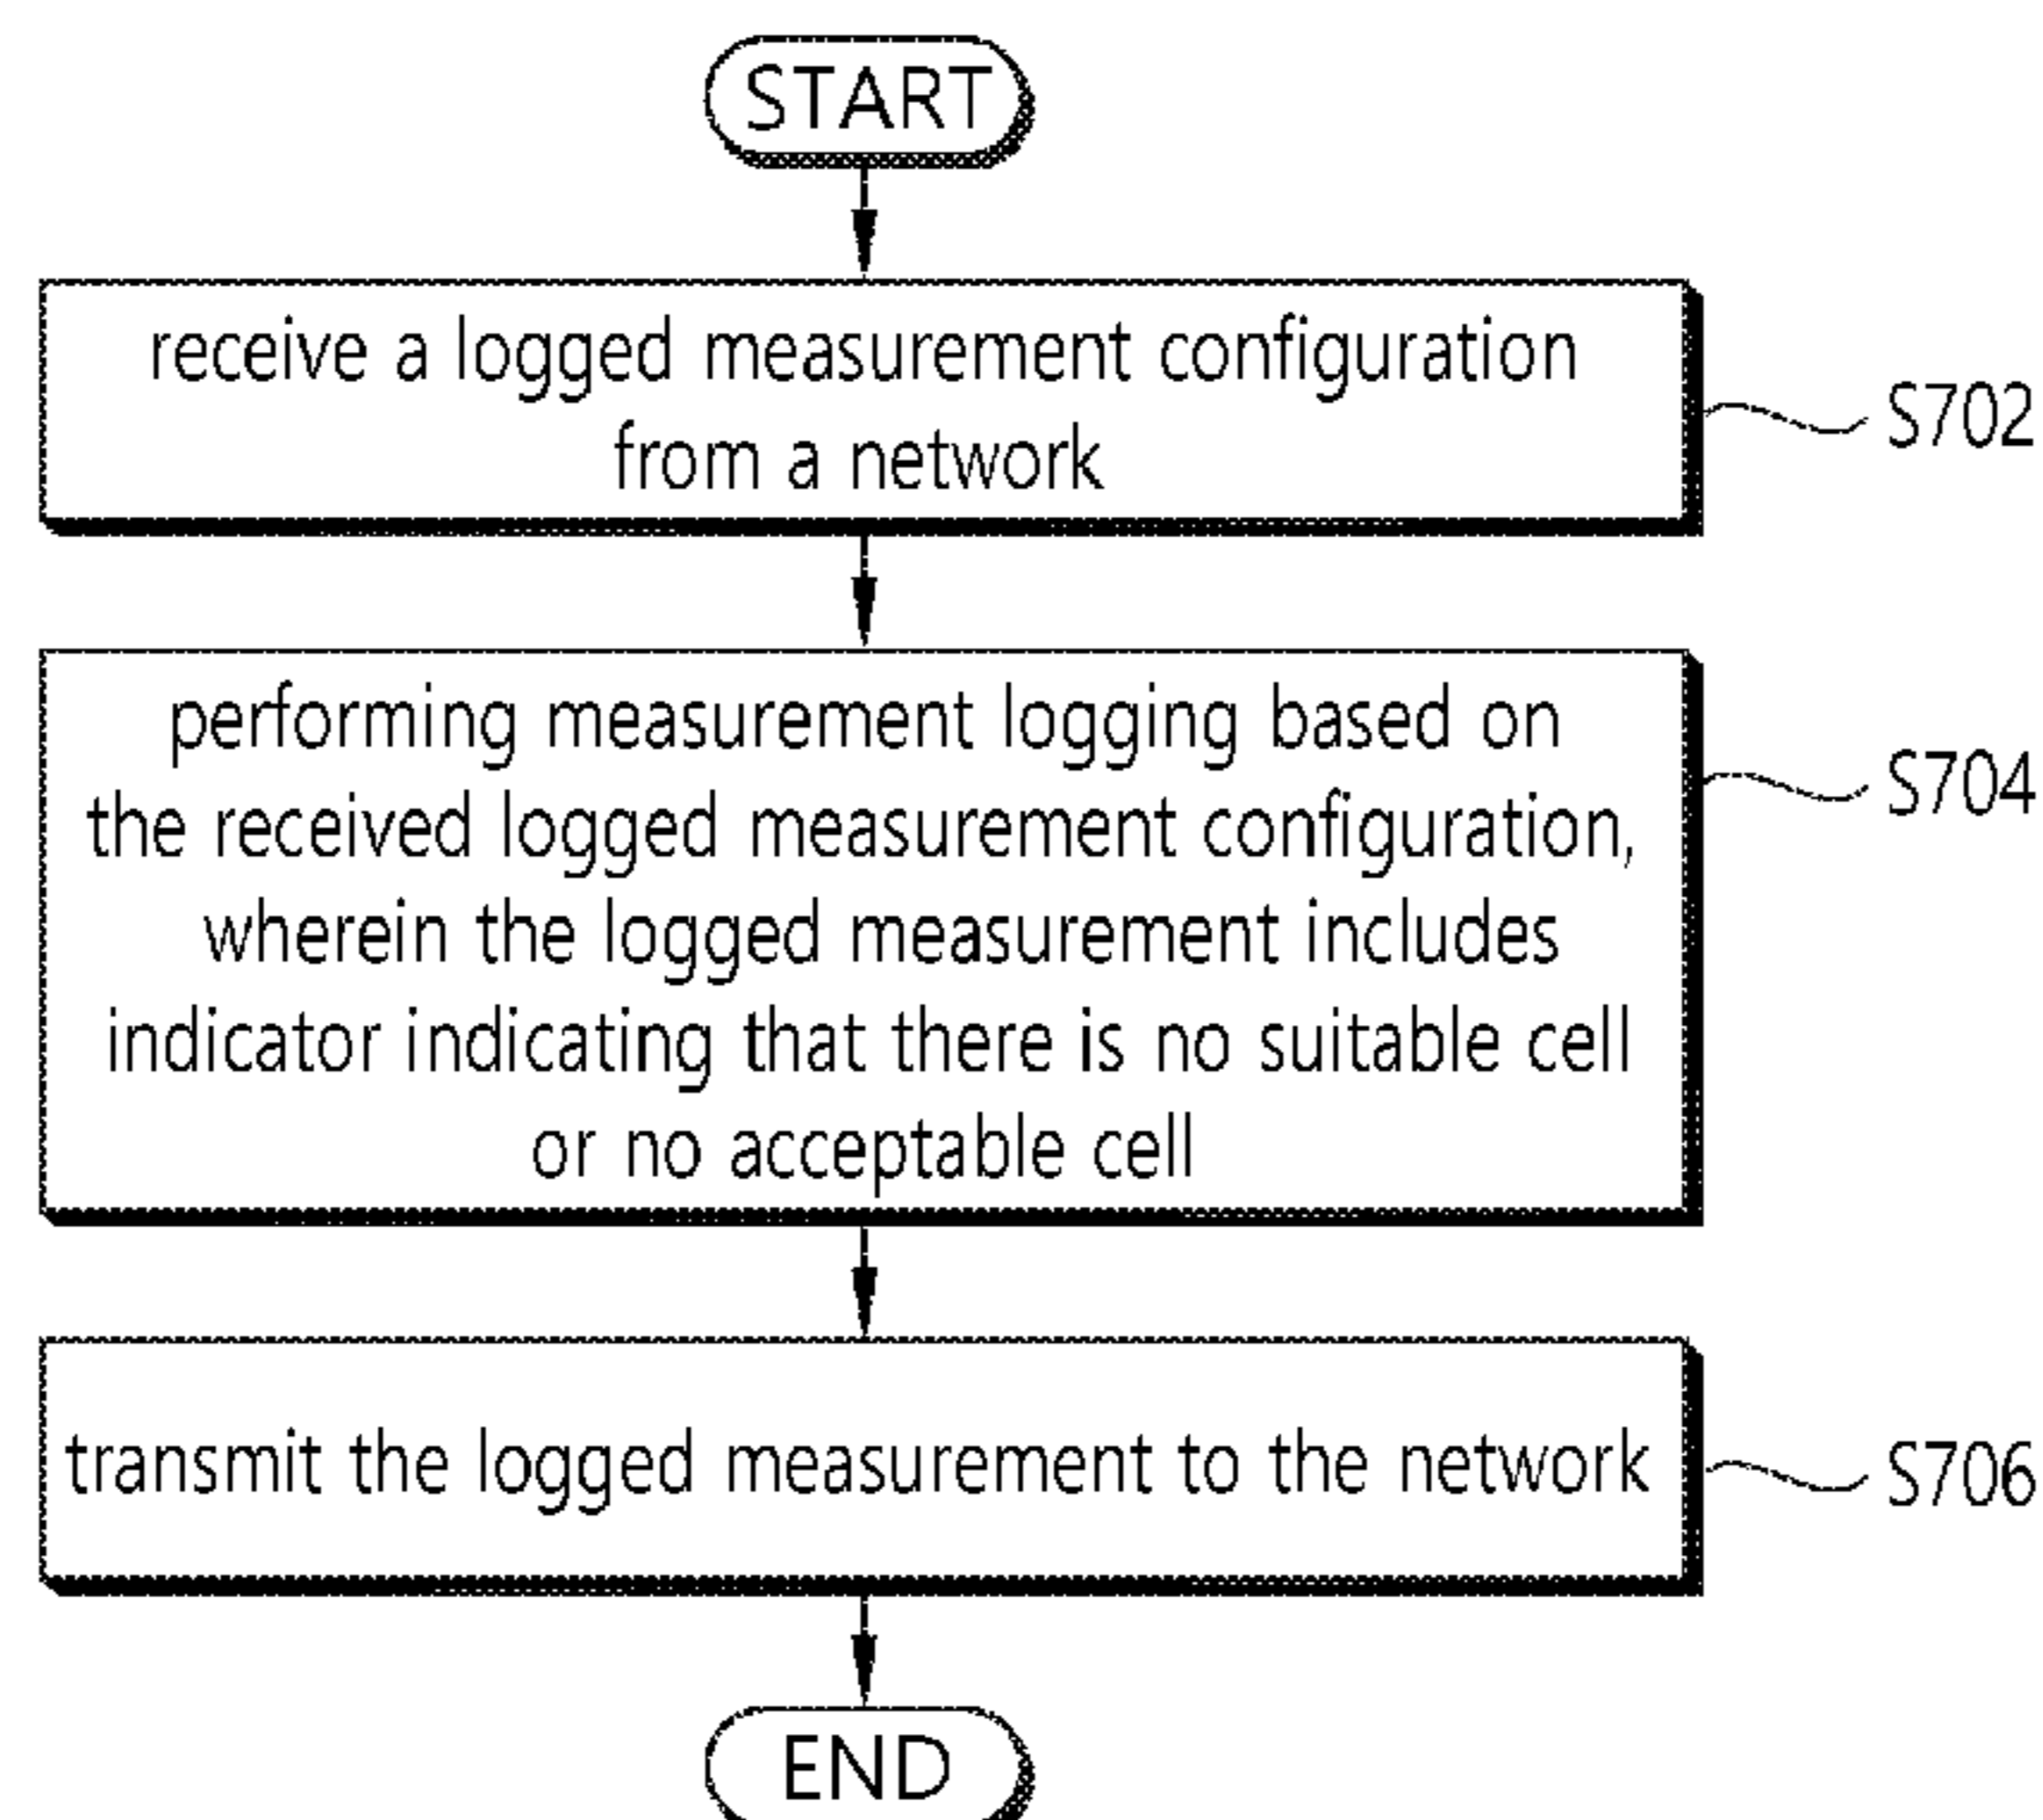 START
receive a logged measurement configuration
from a network
S702
performing measurement logging based on
the received logged measurement configuration,
wherein the logged measurement includes
indicator indicating that there is no suitable cell
or no acceptable cell
S704
transmit the logged measurement to the network
S706
END